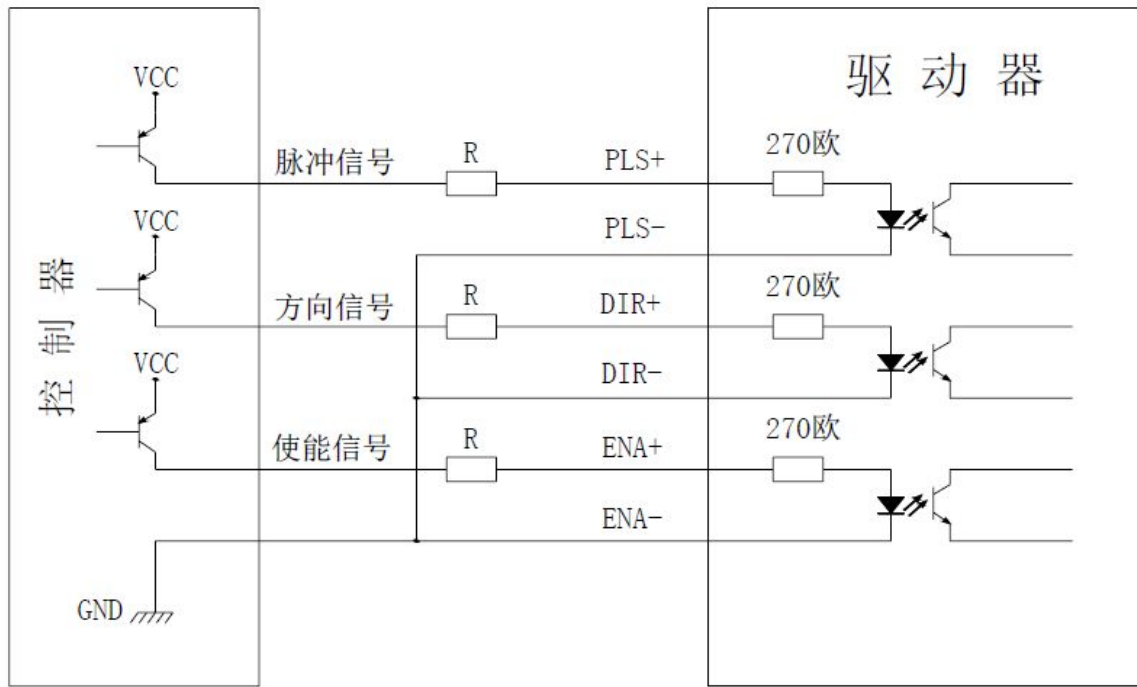 VCC
驱动器
270欧
脉冲信号
R
PLS+
VCC
PLS-
270欧
方向信号
R
DIR+
控制器
VCC
DIR-
270欧
使能信号
R
ENA+
ENA-
GND